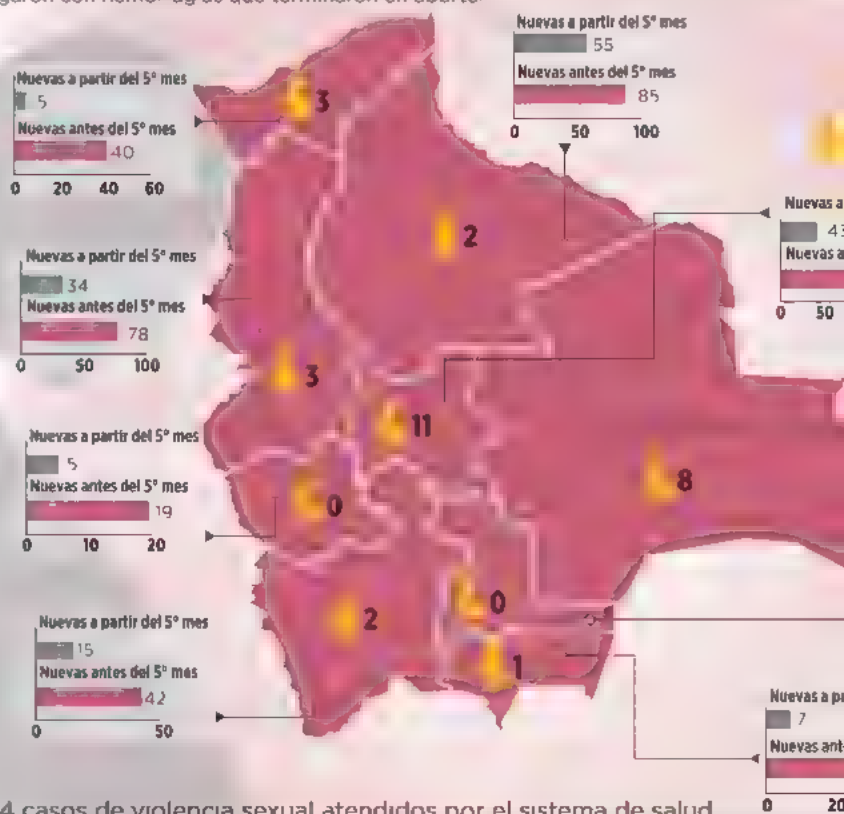 que terminaron en aborto.
Nuevas a partir del 5° mes
55
Nuevas antes del 5° mes
85
0 50 100
Nuevas a partir del 5° mes
5
Nuevas antes del 5° mes
40
0 20 40 60
Nuevas a
43
Nuevas a
0 50
Nuevas a partir del 5° mes
34
Nuevas antes del 5° mes
78
0 50 100
Nuevas a partir del 5° mes
5
Nuevas antes del 5° mes
19
0 10 20
Nuevas a partir del 5° mes
15
Nuevas antes del 5° mes
42
0 50
Nuevas a pa
7
Nuevas ant
0 20
3
2
3
11
0
8
2
0
1
4 casos de violencia sexual atendidos por el sistema de salud